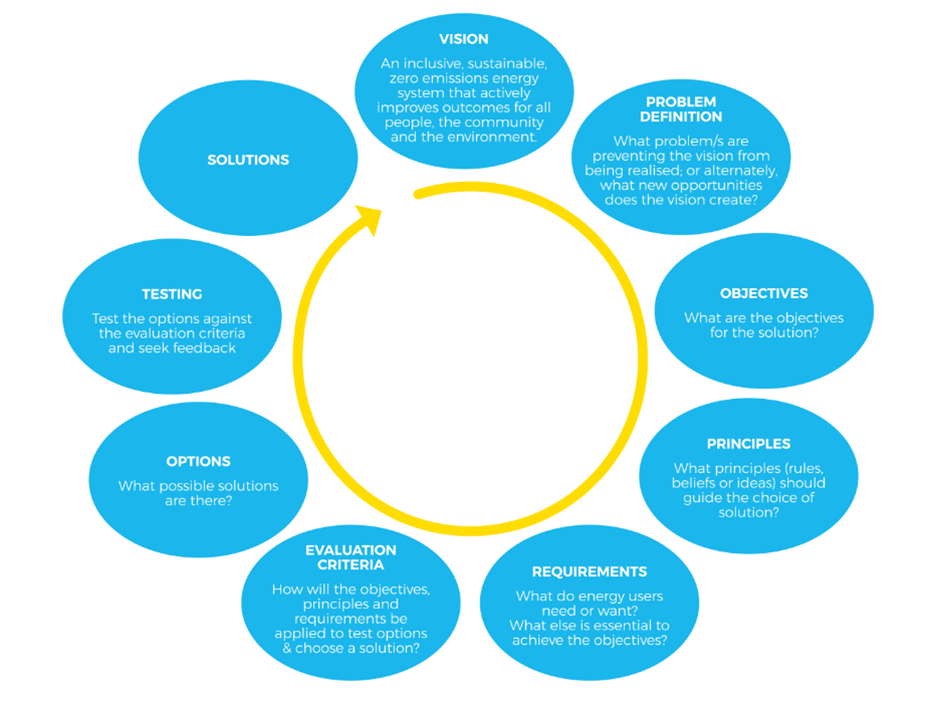 VISION
An inclusive, sustainable,
zero emissions energy
system that actively
improves outcomes for all
people, the community
and the environment.
PROBLEM
DEFINITION
What problem/s are
preventing the vision from
being realised; or alternately,
what new opportunities
does the vision create?
OBJECTIVES
What are the objectives
for the solution?
PRINCIPLES
What principles (rules,
beliefs or ideas) should
guide the choice of
solution?
REQUIREMENTS
What do energy users
need or want?
What else is essential to
achieve the objectives?
EVALUATION
CRITERIA
How will the objectives,
principles and
requirements be
applied to test options
& choose a solution?
OPTIONS
What possible solutions
are there?
TESTING
Test the options against
the evaluation criteria
and seek feedback
SOLUTIONS